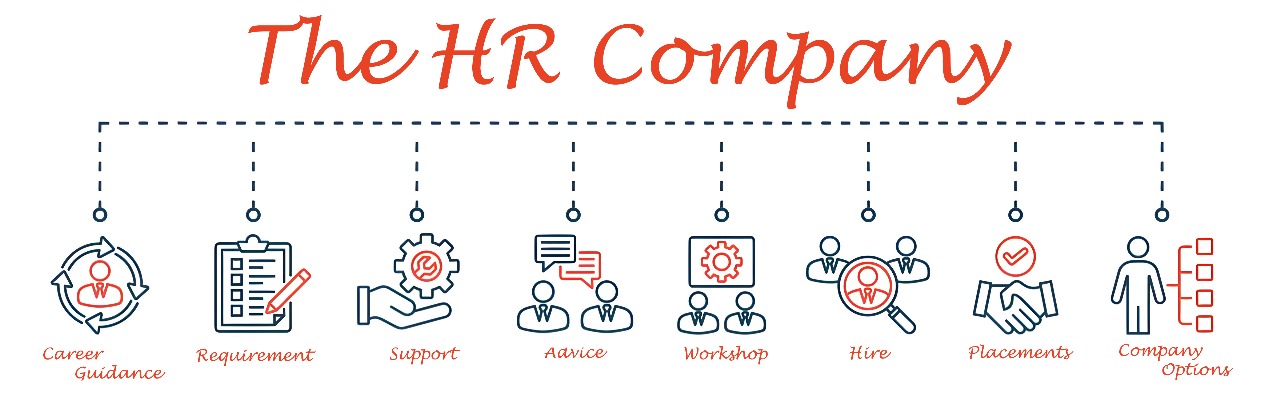 The HR Company
Career
Guidance
Requirement
Support
Advice
Workshop
Hire
Placements
Company
Options